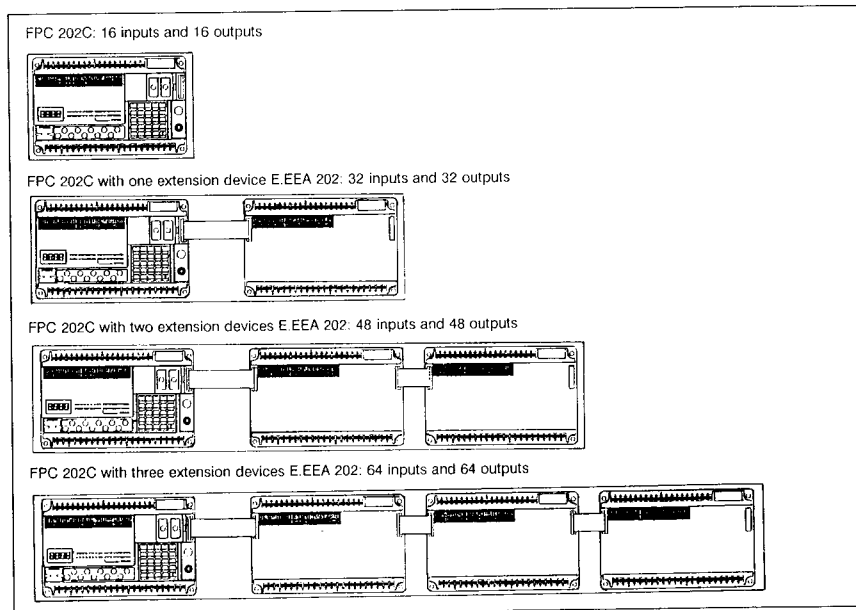 FPC 202C: 16 inputs and 16 outputs
FPC 202C with one extension device E.EEA 202: 32 inputs and 32 outputs
FPC 202C with two extension devices E.EEA 202: 48 inputs and 48 outputs
FPC 202C with three extension devices E.EEA 202: 64 inputs and 64 outputs